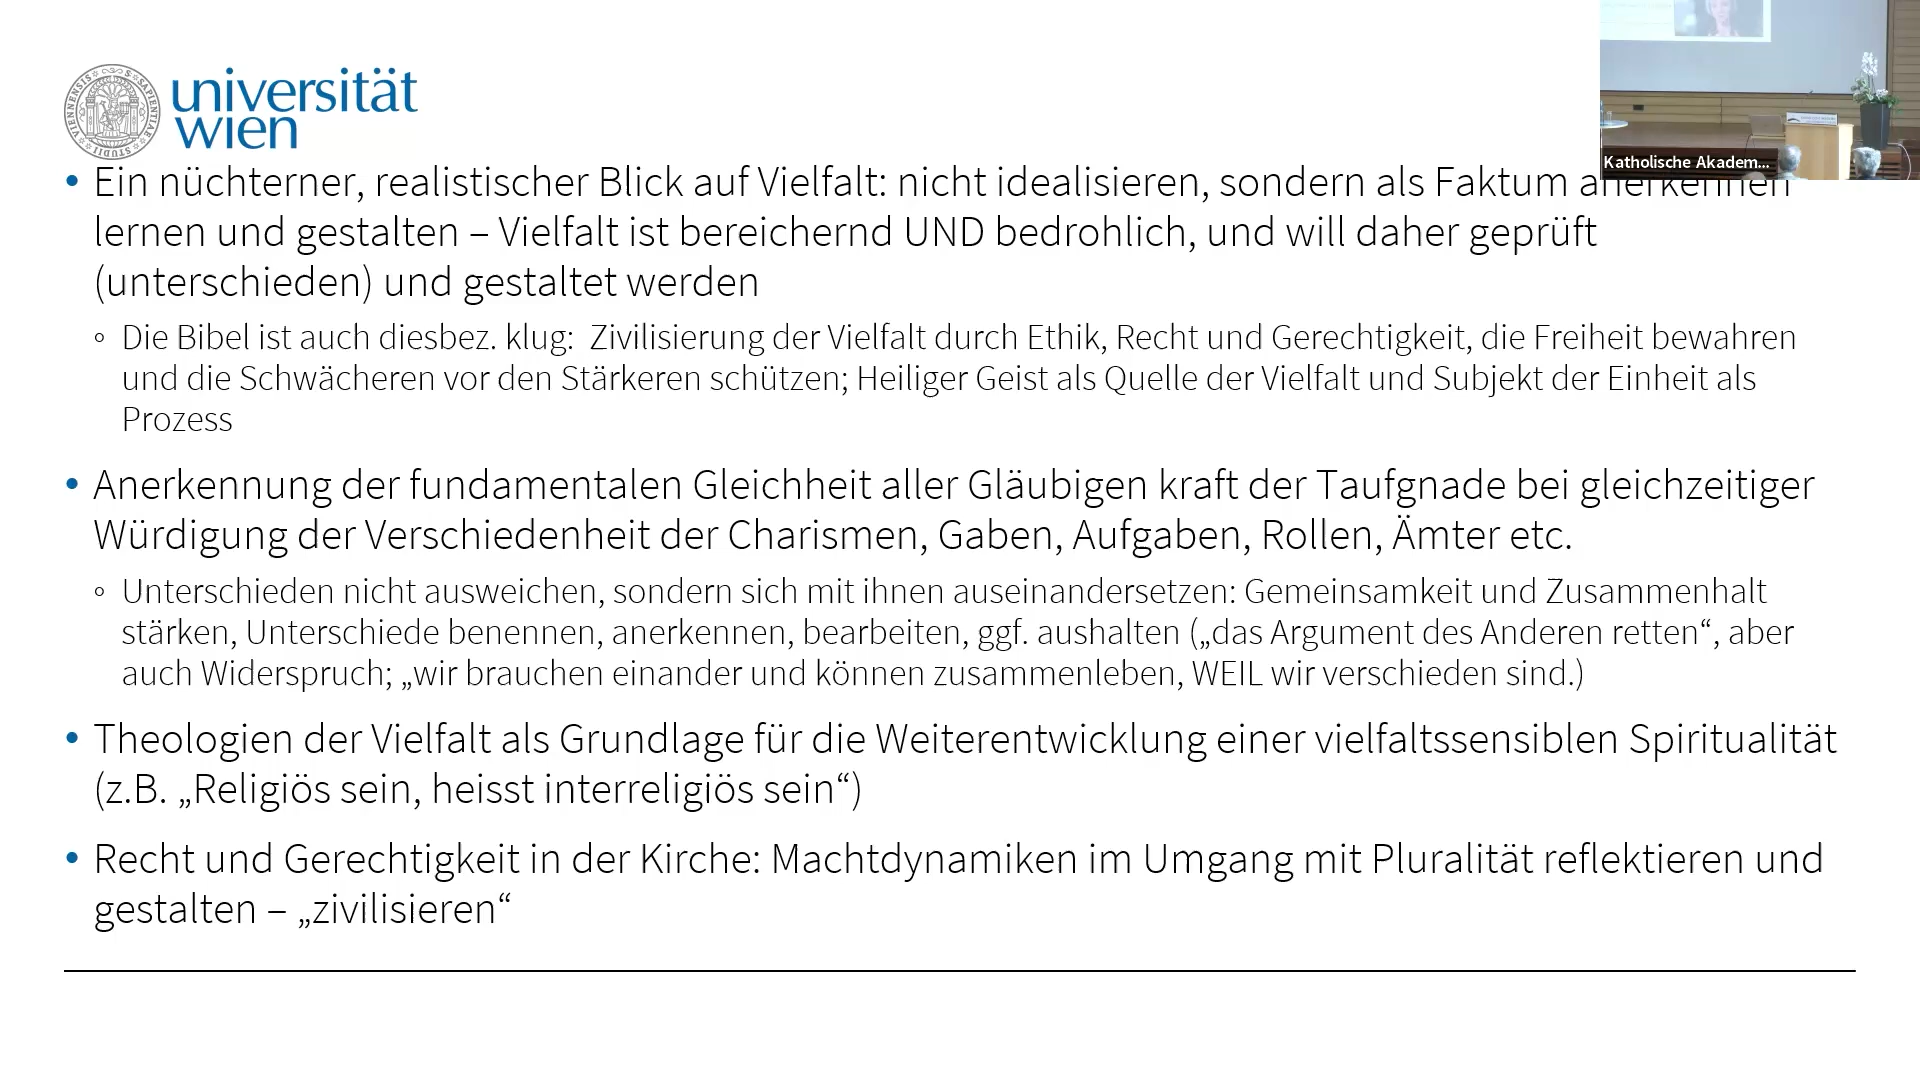 universität
wien
• Ein nüchterner, realistischer Blick auf Vielfalt: nicht idealisieren, sondern als Faktum anerkennen
lernen und gestalten – Vielfalt ist bereichernd UND bedrohlich, und will daher geprüft
(unterschieden) und gestaltet werden
◦ Die Bibel ist auch diesbez. klug: Zivilisierung der Vielfalt durch Ethik, Recht und Gerechtigkeit, die Freiheit bewahren
und die Schwächeren vor den Stärkeren schützen; Heiliger Geist als Quelle der Vielfalt und Subjekt der Einheit als
Prozess
• Anerkennung der fundamentalen Gleichheit aller Gläubigen kraft der Taufgnade bei gleichzeitiger
Würdigung der Verschiedenheit der Charismen, Gaben, Aufgaben, Rollen, Ämter etc.
◦ Unterschieden nicht ausweichen, sondern sich mit ihnen auseinandersetzen: Gemeinsamkeit und Zusammenhalt
stärken, Unterschiede benennen, anerkennen, bearbeiten, ggf. aushalten („das Argument des Anderen retten“, aber
auch Widerspruch; „wir brauchen einander und können zusammenleben, WEIL wir verschieden sind.)
• Theologien der Vielfalt als Grundlage für die Weiterentwicklung einer vielfaltssensiblen Spiritualität
(z.B. „Religiös sein, heisst interreligiös sein“)
• Recht und Gerechtigkeit in der Kirche: Machtdynamiken im Umgang mit Pluralität reflektieren und
gestalten – „zivilisieren“
Katholische Akadem...